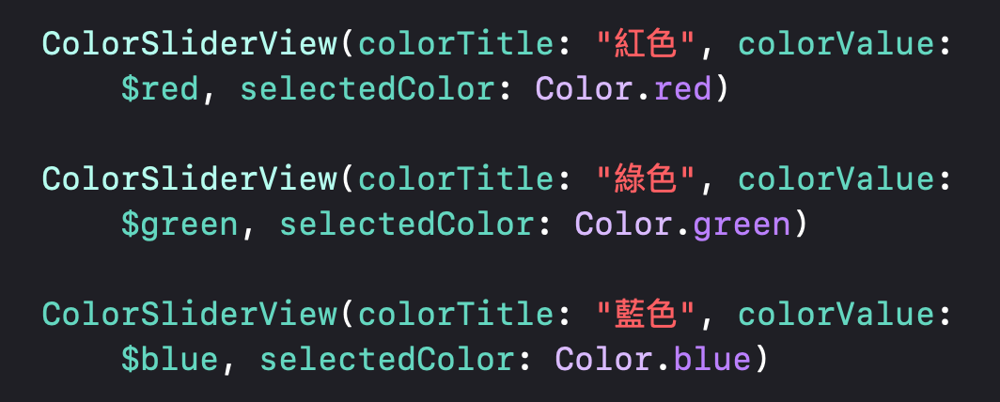 ColorSliderView(colorTitle: "紅色", colorValue:
$red, selectedColor: Color.red)
ColorSliderView(colorTitle: "綠色", colorValue:
$green, selectedColor: Color.green)
ColorSliderView(colorTitle: "藍色", colorValue:
$blue, selectedColor: Color.blue)